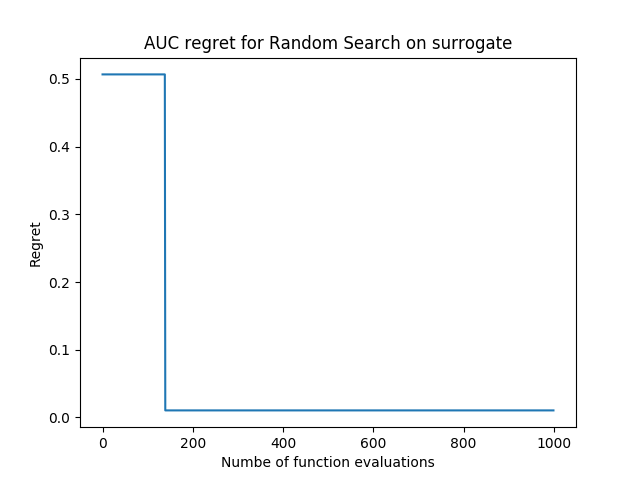 AUC regret for Random Search on surrogate
0.5
0.4
0.3
0.2
0.1
0.0
Regret
0 200 400 600 800 1000
Numbe of function evaluations